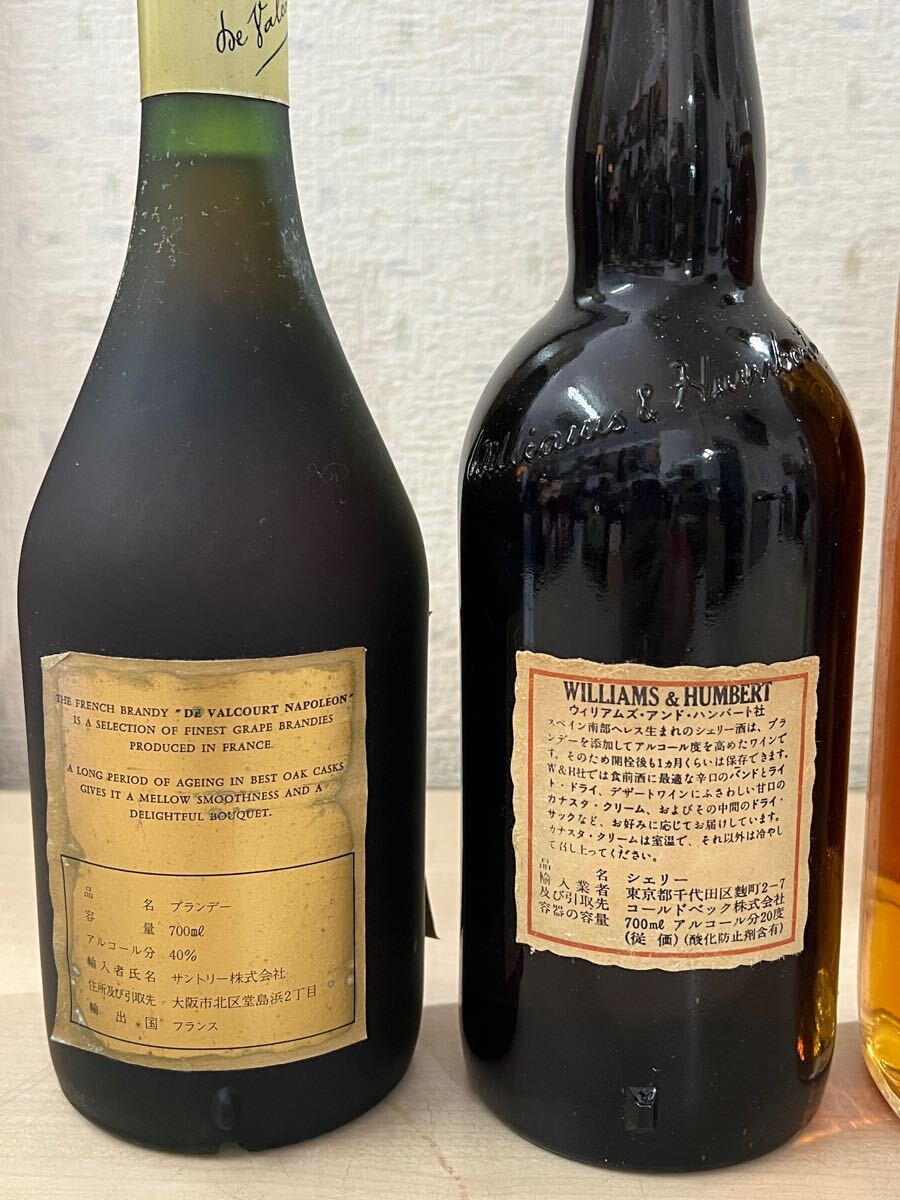 de Valco
THE FRENCH BRANDY "DE VALCOURT NAPOLEON"
IS A SELECTION OF FINEST GRAPE BRANDIES
PRODUCED IN FRANCE.
A LONG PERIOD OF AGEING IN BEST OAK CASKS
GIVES IT A MELLOW SMOOTHNESS AND A
DELIGHTFUL BOUQUET.
品名 ブランデー
容量 700ml
アルコール分 40%
輸入者氏名 サントリー株式会社
住所及び引取先 大阪市北区堂島浜2丁目
輸出国 フランス
Williams & Humbert
WILLIAMS & HUMBERT
ウィリアムズ・アンド・ハンバート社
スペイン南部ヘレス生まれのシェリー酒は、ブラ
ンデーを添加してアルコール度を高めたワインで
す。そのため開栓後も1ヵ月くらいは保存できます。
W&H社では食前酒に最適な辛口のパンドとライ
ト・ドライ、デザートワインにふさわしい甘口の
カナスタ・クリーム、およびその中間のドライ・
サックなど、お好みに応じてお届けしています。
カナスタ・クリームは室温で、それ以外は冷やし
て召し上ってください。
品名 シェリー
輸入業者 東京都千代田区麹町2-7
及び引取先 コールドベック株式会社
容器の容量 700ml アルコール分20度
(従価)(酸化防止剤含有)